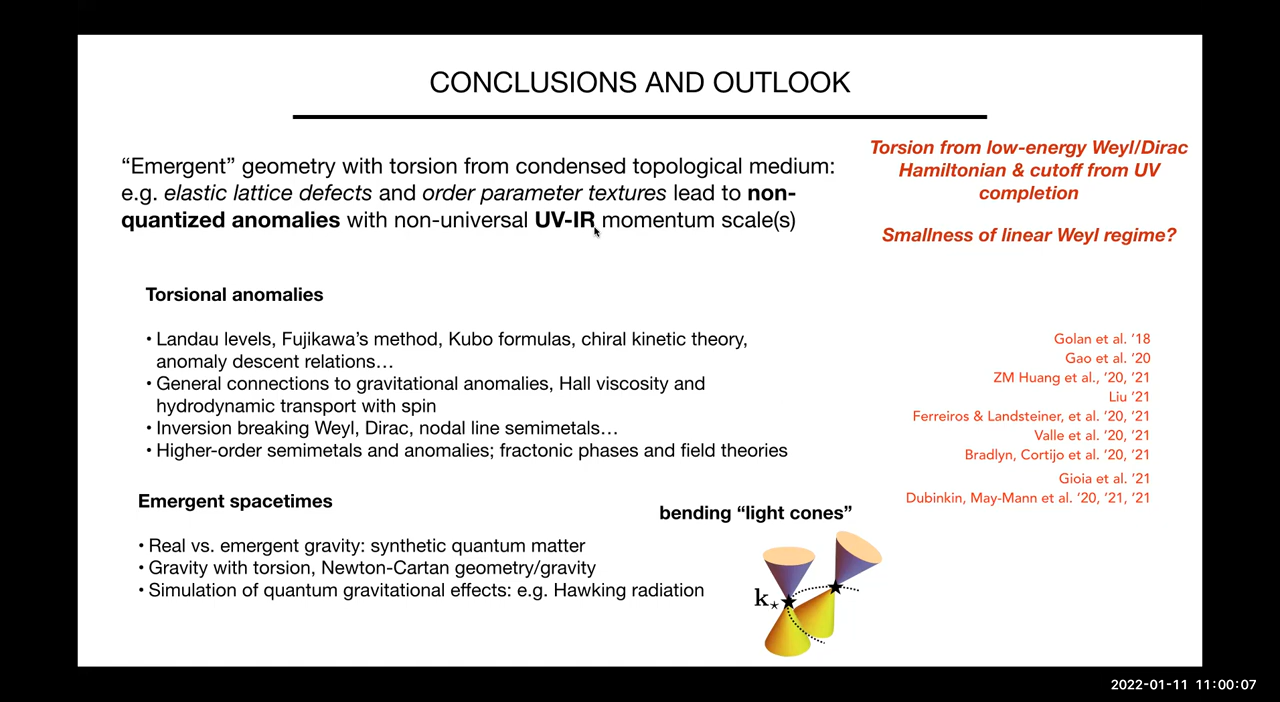 CONCLUSIONS AND OUTLOOK
“Emergent” geometry with torsion from condensed topological medium:
e.g. elastic lattice defects and order parameter textures lead to non-
quantized anomalies with non-universal UV-IR momentum scale(s)
Torsion from low-energy Weyl/Dirac
Hamiltonian & cutoff from UV
completion
Smallness of linear Weyl regime?
Torsional anomalies
• Landau levels, Fujikawa’s method, Kubo formulas, chiral kinetic theory,
anomaly descent relations…
• General connections to gravitational anomalies, Hall viscosity and
hydrodynamic transport with spin
• Inversion breaking Weyl, Dirac, nodal line semimetals…
• Higher-order semimetals and anomalies; fractonic phases and field theories
Golan et al. ’18
Gao et al. ’20
ZM Huang et al., ’20, ’21
Liu ’21
Ferreiros & Landsteiner, et al. ’20, ’21
Valle et al. ’20, ’21
Bradlyn, Cortijo et al. ’20, ’21
Gioia et al. ’21
Dubinkin, May-Mann et al. ’20, ’21, ’21
Emergent spacetimes
• Real vs. emergent gravity: synthetic quantum matter
• Gravity with torsion, Newton-Cartan geometry/gravity
• Simulation of quantum gravitational effects: e.g. Hawking radiation
bending “light cones”
k⋆
2022-01-11 11:00:07